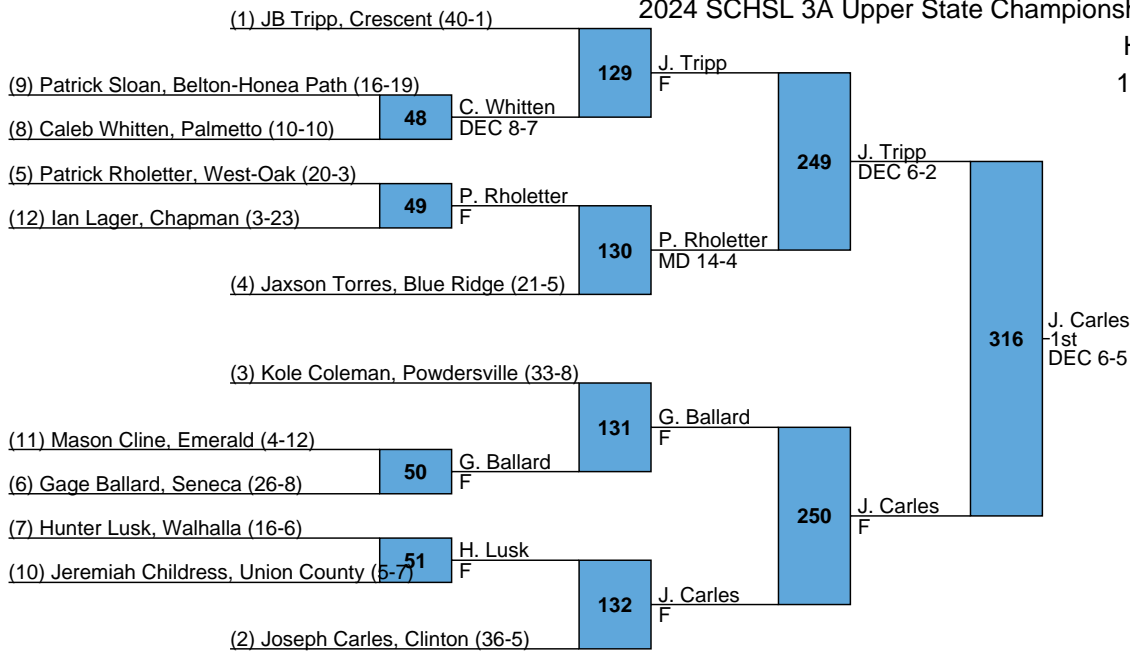 2024 SCHSL 3A Upper State Championsh
H
1
(1) JB Tripp, Crescent (40-1)
129
J. Tripp
F
(9) Patrick Sloan, Belton-Honea Path (16-19)
48
C. Whitten
DEC 8-7
(8) Caleb Whitten, Palmetto (10-10)
249
J. Tripp
DEC 6-2
(5) Patrick Rholetter, West-Oak (20-3)
49
P. Rholetter
F
(12) Ian Lager, Chapman (3-23)
130
P. Rholetter
MD 14-4
(4) Jaxson Torres, Blue Ridge (21-5)
316
J. Carles
1st
DEC 6-5
(3) Kole Coleman, Powdersville (33-8)
131
G. Ballard
F
(11) Mason Cline, Emerald (4-12)
50
G. Ballard
F
(6) Gage Ballard, Seneca (26-8)
250
J. Carles
F
(7) Hunter Lusk, Walhalla (16-6)
51
H. Lusk
F
(10) Jeremiah Childress, Union County (5-7)
132
J. Carles
F
(2) Joseph Carles, Clinton (36-5)